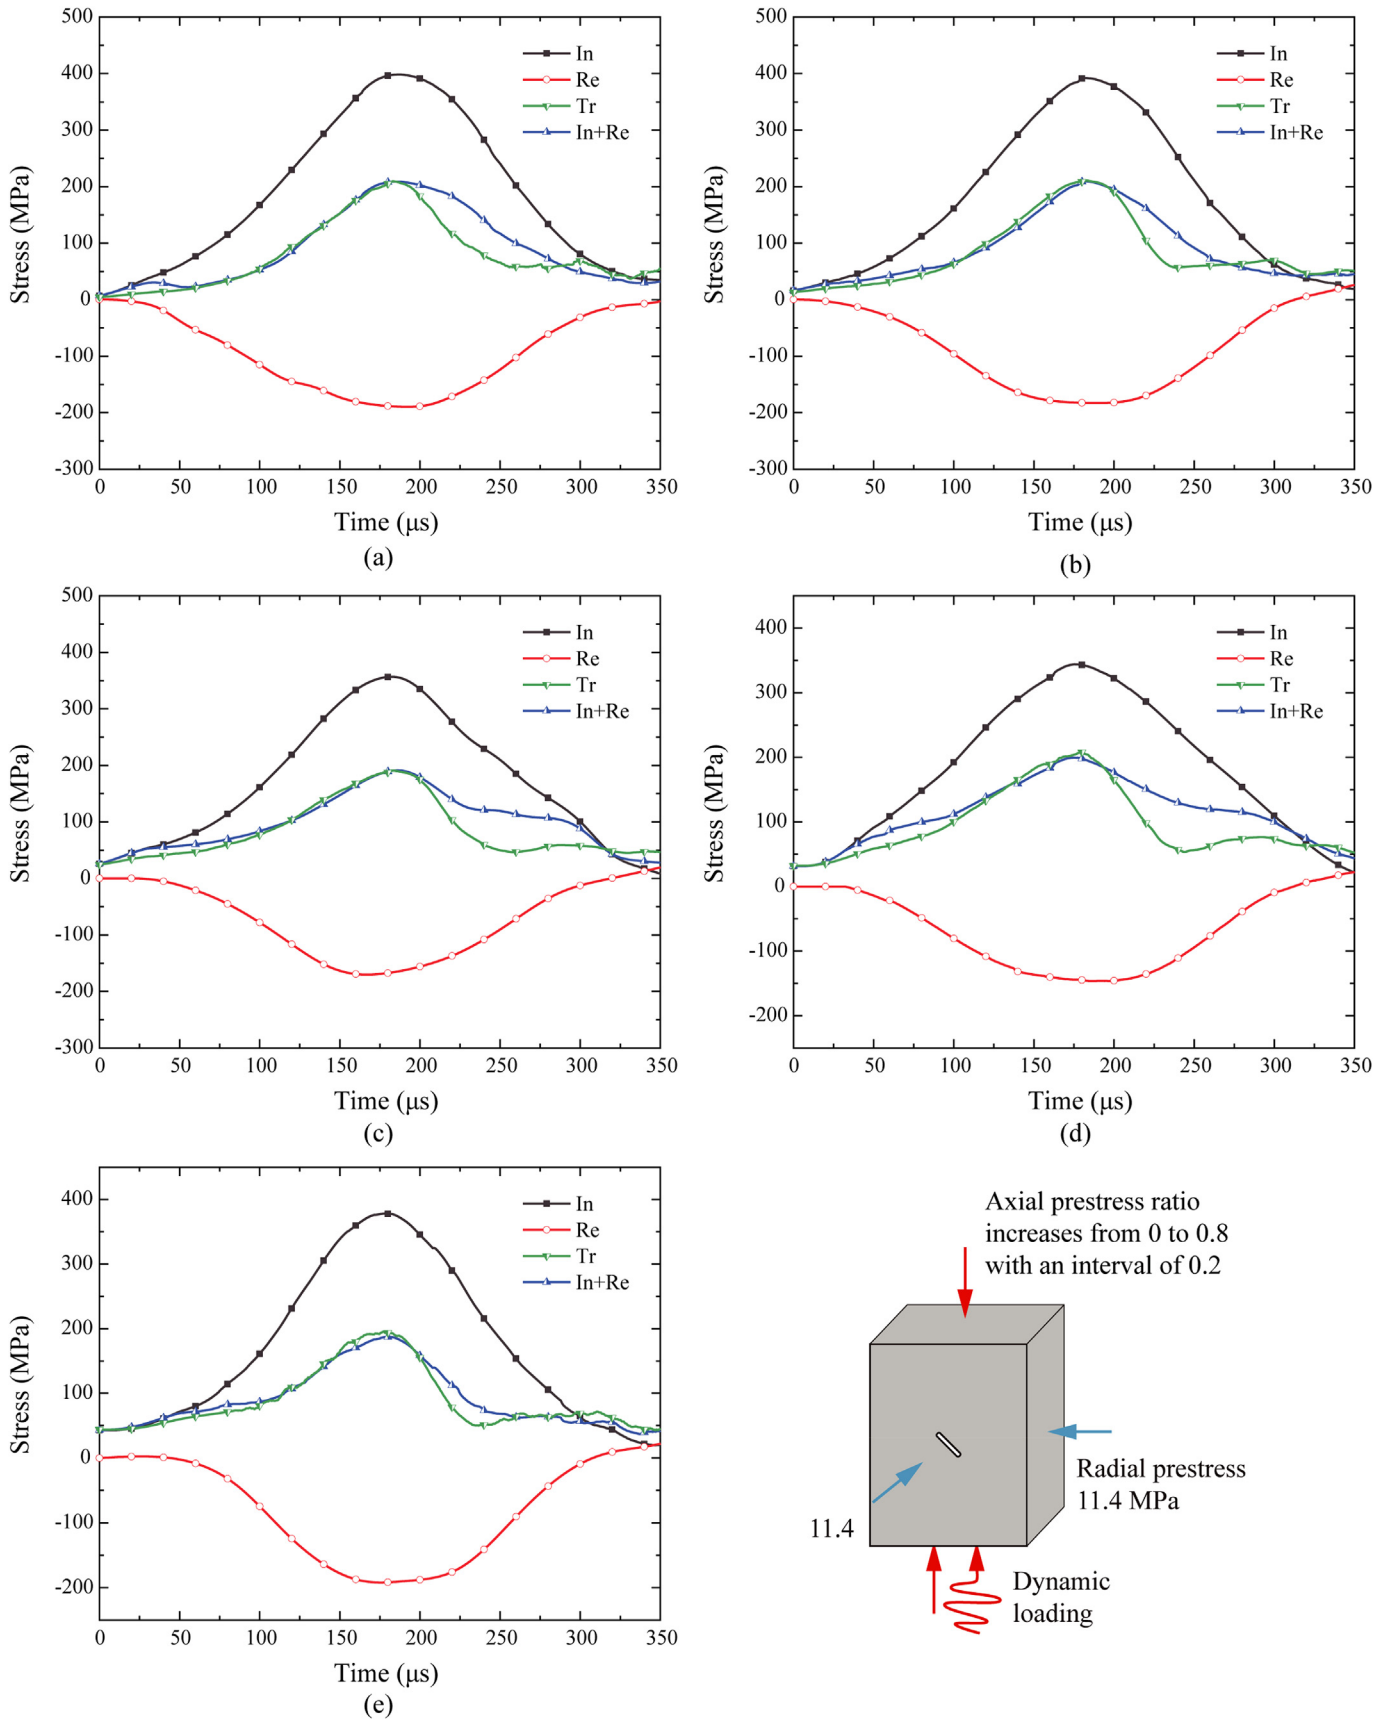 (a)
500
400
300
200
100
0
-100
-200
-300
Stress (MPa)
In
Re
Tr
In+Re
0 50 100 150 200 250 300 350
Time (μs)
(a)
(b)
500
400
300
200
100
0
-100
-200
-300
Stress (MPa)
In
Re
Tr
In+Re
0 50 100 150 200 250 300 350
Time (μs)
(b)
500
400
300
200
100
0
-100
-200
-300
Stress (MPa)
In
Re
Tr
In+Re
0 50 100 150 200 250 300 350
Time (μs)
(c)
400
300
200
100
0
-100
-200
Stress (MPa)
In
Re
Tr
In+Re
0 50 100 150 200 250 300 350
Time (μs)
(d)
400
300
200
100
0
-100
-200
Stress (MPa)
In
Re
Tr
In+Re
0 50 100 150 200 250 300 350
Time (μs)
(e)
Axial prestress ratio
increases from 0 to 0.8
with an interval of 0.2
Radial prestress
11.4 MPa
11.4
Dynamic
loading